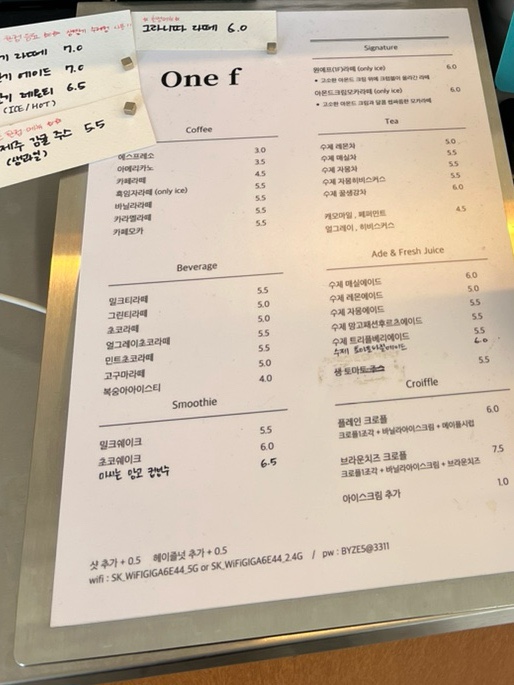 라떼 7.0
에이드 7.0
6.5
(ICE/HOT)
제주 감귤 주스 5.5
그라니따 라떼 6.0
One f
Coffee
에스프레소 3.0
아메리카노 3.5
카페라떼 4.5
흑임자라떼 (only ice) 5.5
바닐라라떼 5.5
카라멜라떼 5.5
카페모카 5.5
Beverage
밀크티라떼 5.5
그린티라떼 5.0
초코라떼 5.0
얼그레이초코라떼 5.5
민트초코라떼 5.5
고구마라떼 5.0
복숭아아이스티 4.0
Smoothie
밀크쉐이크 5.5
초코쉐이크 6.0
마시는 망고 6.5
샷 추가 + 0.5 헤이즐넛 추가 + 0.5
wifi : SK_WiFIGIGA6E44_5G or SK_WiFiGIGA6E44_2.4G / pw : BYZE5@3311
Signature
원에프(1F)라떼 (only ice) 6.0
• 고소한 아몬드 크림 위에 크럼블이 올라간 라떼
아몬드크림모카라떼 (only ice) 6.0
• 고소한 아몬드 크림과 달콤 쌉싸름한 모카라떼
Tea
수제 레몬차 5.0
수제 매실차 5.5
수제 자몽차 5.5
수제 자몽히비스커스 5.5
수제 꿀생강차 6.0
캐모마일 , 페퍼민트 4.5
얼그레이 , 히비스커스
Ade & Fresh Juice
수제 매실에이드 6.0
수제 레몬에이드 5.0
수제 자몽에이드 5.5
수제 망고패션후르츠에이드 5.5
수제 트리플베리에이드 5.5
수제 6.0
생 토마토 주스 5.5
Croiffle
플레인 크로플 6.0
크로플1조각 + 바닐라아이스크림 + 메이플시럽
브라운치즈 크로플 7.5
크로플1조각 + 바닐라아이스크림 + 브라운치즈
아이스크림 추가 1.0